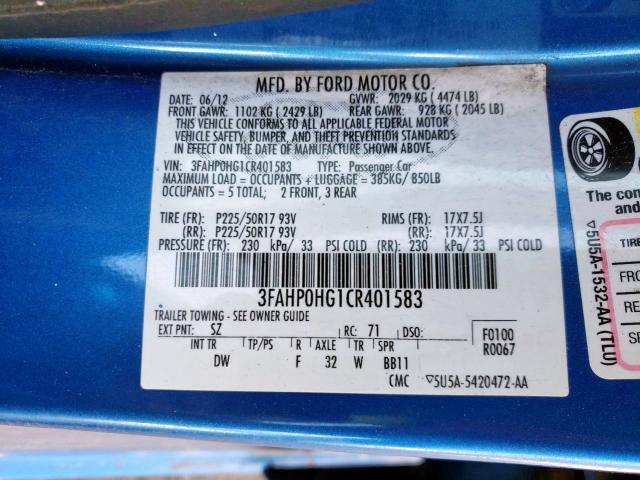 MFD. BY FORD MOTOR CO.
DATE: 06/12 GVWR: 2029 KG ( 4474 LB)
FRONT GAWR: 1102 KG ( 2429 LB) REAR GAWR: 928 KG ( 2045 LB)
THIS VEHICLE CONFORMS TO ALL APPLICABLE FEDERAL MOTOR
VEHICLE SAFETY, BUMPER, AND THEFT PREVENTION STANDARDS
IN EFFECT ON THE DATE OF MANUFACTURE SHOWN ABOVE.
VIN: 3FAHP0HG1CR401583 TYPE: Passenger Car
MAXIMUM LOAD = OCCUPANTS + LUGGAGE = 385KG/ 850LB
OCCUPANTS = 5 TOTAL; 2 FRONT, 3 REAR
TIRE (FR): P225/50R17 93V RIMS (FR): 17X7.5J
(RR): P225/50R17 93V (RR): 17X7.5J
PRESSURE (FR): 230 kPa/ 33 PSI COLD (RR): 230 kPa/ 33 PSI COLD
3FAHP0HG1CR401583
TRAILER TOWING - SEE OWNER GUIDE
EXT PNT: SZ RC: 71 DSO: F0100
INT TR TP/PS R AXLE TR SPR R0067
DW F 32 W BB11
CMC ▽5U5A-5420472-AA
The com
▽5U5A-1532-AA (TLU)
TIRE
FRO
RE
SP